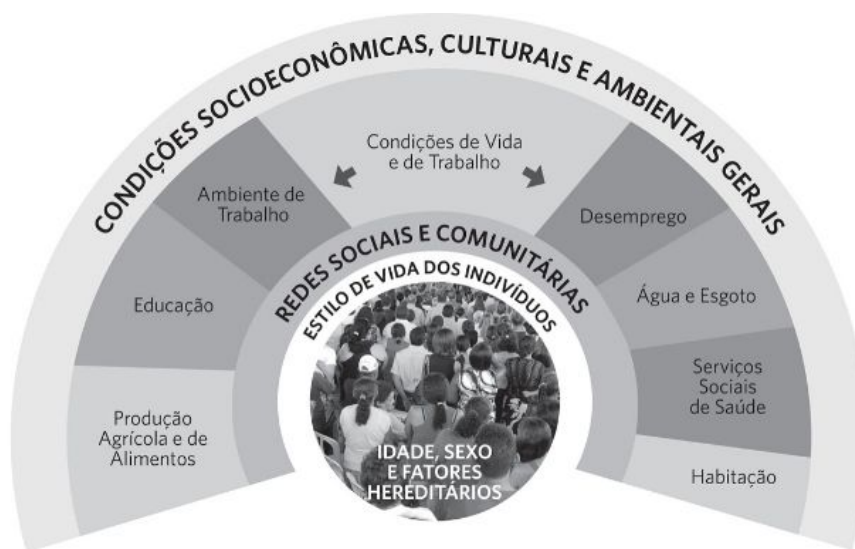 CONDIÇÕES SOCIOECONÔMICAS, CULTURAIS E AMBIENTAIS GERAIS
Condições de Vida
e de Trabalho
Ambiente de
Trabalho
Desemprego
Educação
Água e Esgoto
Produção
Agrícola e de
Alimentos
Serviços
Sociais
de Saúde
Habitação
REDES SOCIAIS E COMUNITÁRIAS
ESTILO DE VIDA DOS INDIVÍDUOS
IDADE, SEXO
E FATORES
HEREDITÁRIOS